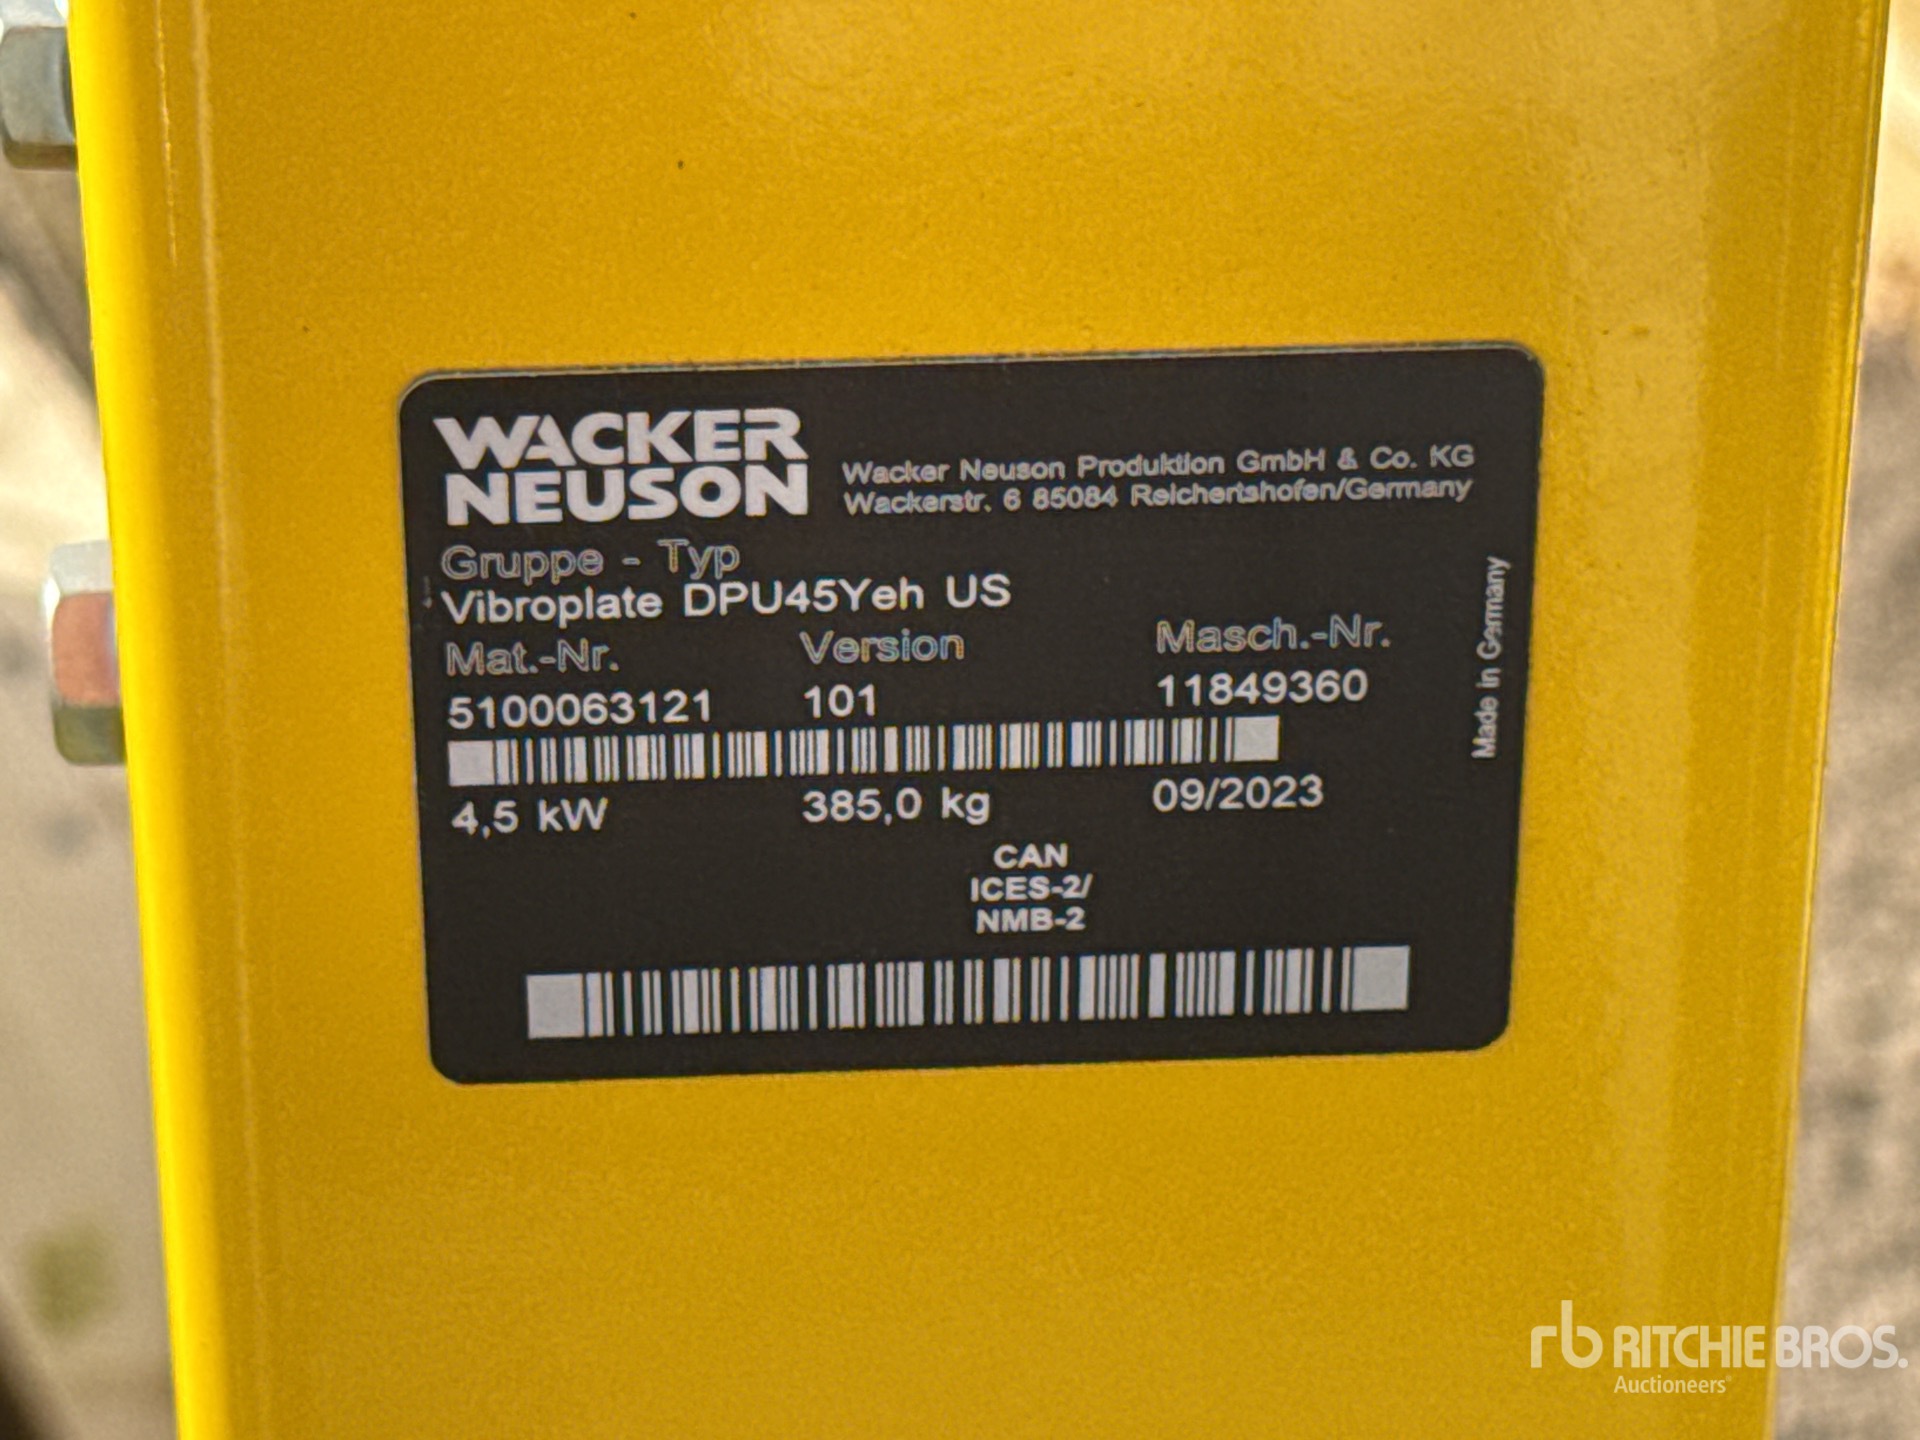 WACKER
NEUSON
Wacker Neuson Produktion GmbH & Co. KG
Wackerstr. 6 85084 Reichertshofen/Germany
Gruppe - Typ
Vibroplate DPU45Yeh US
Mat.-Nr. Version Masch.-Nr.
5100063121 101 11849360
4,5 kW 385,0 kg 09/2023
CAN
ICES-2/
NMB-2
Made in Germany
rb RITCHIE BROS.
Auctioneers